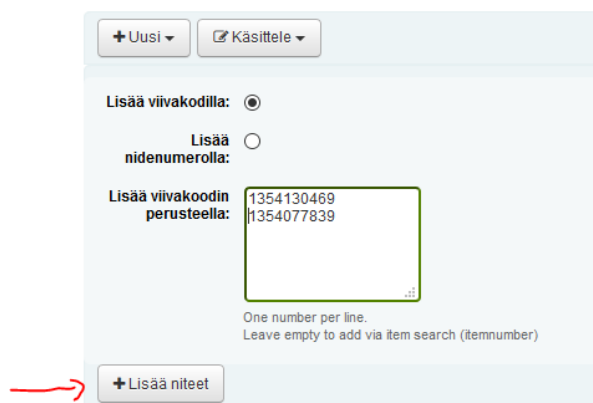 + Uusi
Käsittele
Lisää viivakodilla:
Lisää
nidenumerolla:
Lisää viivakoodin
perusteella:
1354130469
1354077839
One number per line.
Leave empty to add via item search (itemnumber)
+ Lisää niteet